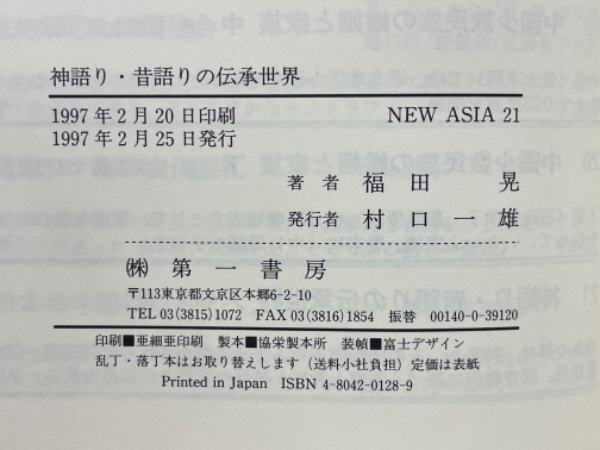 神語り・昔語りの伝承世界
1997年2月20日印刷 NEW ASIA 21
1997年2月25日発行
著者 福田 晃
発行者 村口一雄
㈱ 第一書房
〒113東京都文京区本郷6-2-10
TEL 03(3815)1072 FAX 03(3816)1854 振替 00140-0-39120
印刷■亜細亜印刷 製本■協栄製本所 装幀■富士デザイン
乱丁・落丁本はお取り替えします（送料小社負担）定価は表紙
Printed in Japan ISBN 4-8042-0128-9